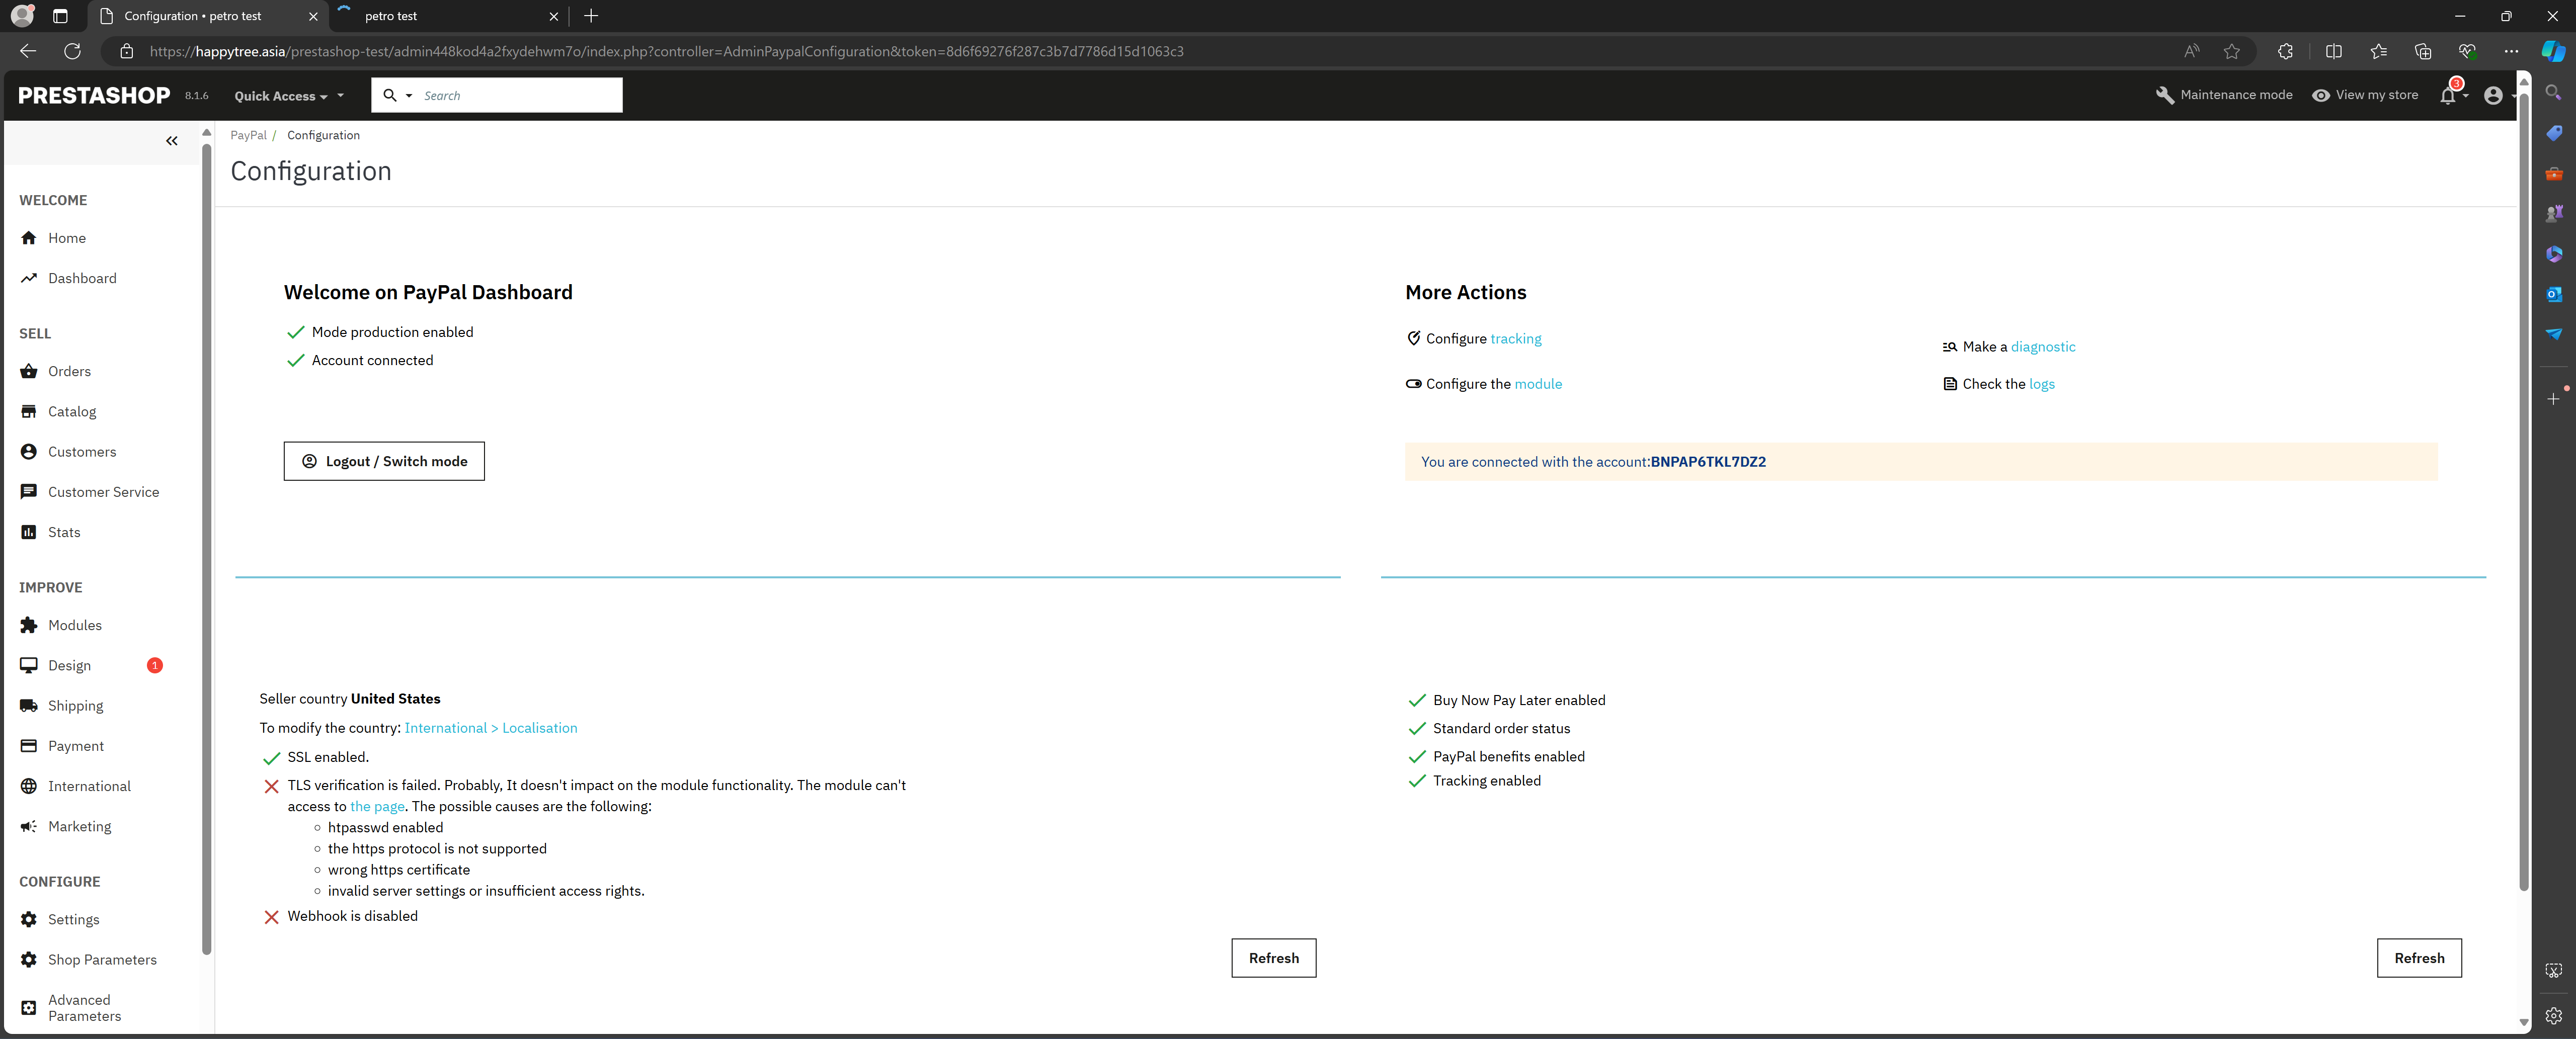 Configuration • petro test
petro test
https://happytree.asia/prestashop-test/admin448kod4a2fxydehwm7o/index.php?controller=AdminPaypalConfiguration&token=8d6f69276f287c3b7d7786d15d1063c3
PRESTASHOP 8.1.6 Quick Access Search Maintenance mode View my store 3
PayPal / Configuration
Configuration
WELCOME
Home
Dashboard
SELL
Orders
Catalog
Customers
Customer Service
Stats
IMPROVE
Modules
Design 1
Shipping
Payment
International
Marketing
CONFIGURE
Settings
Shop Parameters
Advanced
Parameters
Welcome on PayPal Dashboard
Mode production enabled
Account connected
Logout / Switch mode
More Actions
Configure tracking
Make a diagnostic
Configure the module
Check the logs
You are connected with the account:BNPAP6TKL7DZ2
Seller country United States
To modify the country: International > Localisation
SSL enabled.
TLS verification is failed. Probably, It doesn't impact on the module functionality. The module can't
access to the page. The possible causes are the following:
htpasswd enabled
the https protocol is not supported
wrong https certificate
invalid server settings or insufficient access rights.
Webhook is disabled
Refresh
Buy Now Pay Later enabled
Standard order status
PayPal benefits enabled
Tracking enabled
Refresh